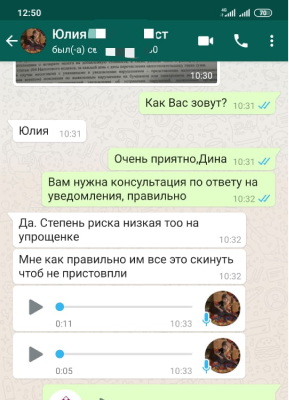 12:50
70
Юлия ст
был(-а) се 0
10:30
Как Вас зовут? 10:31
Юлия 10:31
Очень приятно,Дина 10:31
Вам нужна консультация по ответу на
уведомления, правильно 10:32
Да. Степень риска низкая тоо на
упрощенке 10:32
Мне как правильно им все это скинуть
чтоб не пристовпли 10:32
0:11 10:33
0:05 10:33